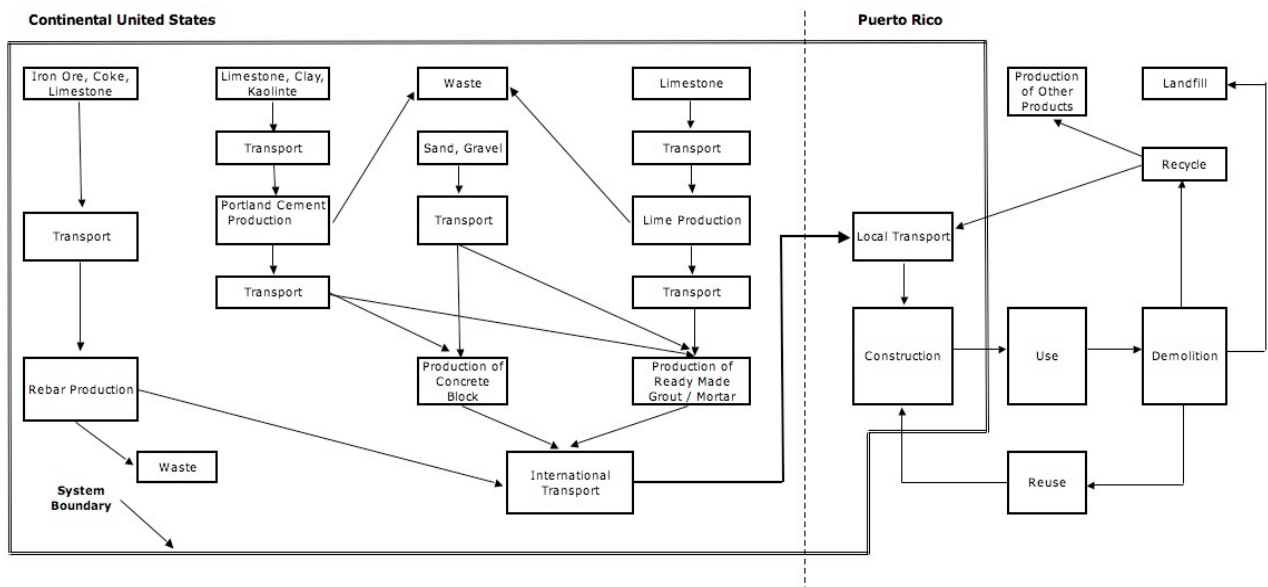 Continental United States
Puerto Rico
Iron Ore, Coke,
Limestone
Limestone, Clay,
Kaolinte
Waste
Limestone
Production
of Other
Products
Landfill
Transport
Sand, Gravel
Transport
Recycle
Transport
Portland Cement
Production
Transport
Lime Production
Local Transport
Transport
Transport
Rebar Production
Production of
Concrete
Block
Production of
Ready Made
Grout / Mortar
Construction
Use
Demolition
Waste
International
Transport
Reuse
System
Boundary